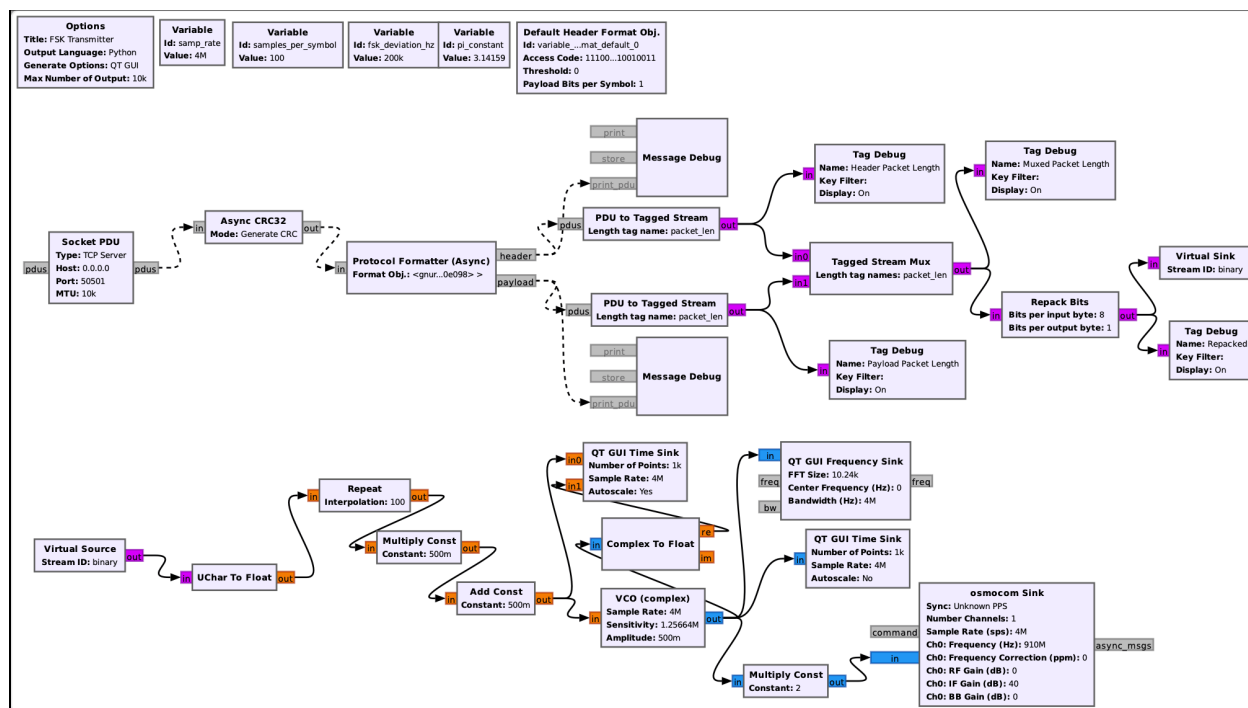 Options
Title: FSK Transmitter
Output Language: Python
Generate Options: QT GUI
Max Number of Output: 10k
Variable
Id: samp_rate
Value: 4M
Variable
Id: samples_per_symbol
Value: 100
Variable
Id: fsk_deviation_hz
Value: 200k
Variable
Id: pi_constant
Value: 3.14159
Default Header Format Obj.
Id: variable_...mat_default_0
Access Code: 11100...10010011
Threshold: 0
Payload Bits per Symbol: 1
print
store
print_pdu
Message Debug
Tag Debug
Name: Header Packet Length
Key Filter:
Display: On
in
Tag Debug
Name: Muxed Packet Length
Key Filter:
Display: On
in
Socket PDU
Type: TCP Server
Host: 0.0.0.0
Port: 50501
MTU: 10k
pdus
pdus
Async CRC32
Mode: Generate CRC
in
out
Protocol Formatter (Async)
Format Obj.: <gnur...0e098> >
in
header
payload
PDU to Tagged Stream
Length tag name: packet_len
pdus
out
Tagged Stream Mux
Length tag names: packet_len
in0
in1
out
PDU to Tagged Stream
Length tag name: packet_len
pdus
out
Repack Bits
Bits per input byte: 8
Bits per output byte: 1
in
out
Virtual Sink
Stream ID: binary
in
Tag Debug
Name: Repacked
Key Filter:
Display: On
in
print
store
print_pdu
Message Debug
Tag Debug
Name: Payload Packet Length
Key Filter:
Display: On
in
Virtual Source
Stream ID: binary
out
UChar To Float
in
out
Repeat
Interpolation: 100
in
out
Multiply Const
Constant: 500m
in
out
Add Const
Constant: 500m
in
out
QT GUI Time Sink
Number of Points: 1k
Sample Rate: 4M
Autoscale: Yes
in0
in1
Complex To Float
in
re
im
VCO (complex)
Sample Rate: 4M
Sensitivity: 1.25664M
Amplitude: 500m
in
out
QT GUI Frequency Sink
FFT Size: 10.24k
Center Frequency (Hz): 0
Bandwidth (Hz): 4M
in
freq
bw
freq
QT GUI Time Sink
Number of Points: 1k
Sample Rate: 4M
Autoscale: No
in
Multiply Const
Constant: 2
in
out
osmocom Sink
Sync: Unknown PPS
Number Channels: 1
Sample Rate (sps): 4M
Ch0: Frequency (Hz): 910M
Ch0: Frequency Correction (ppm): 0
Ch0: RF Gain (dB): 0
Ch0: IF Gain (dB): 40
Ch0: BB Gain (dB): 0
command
in
async_msgs